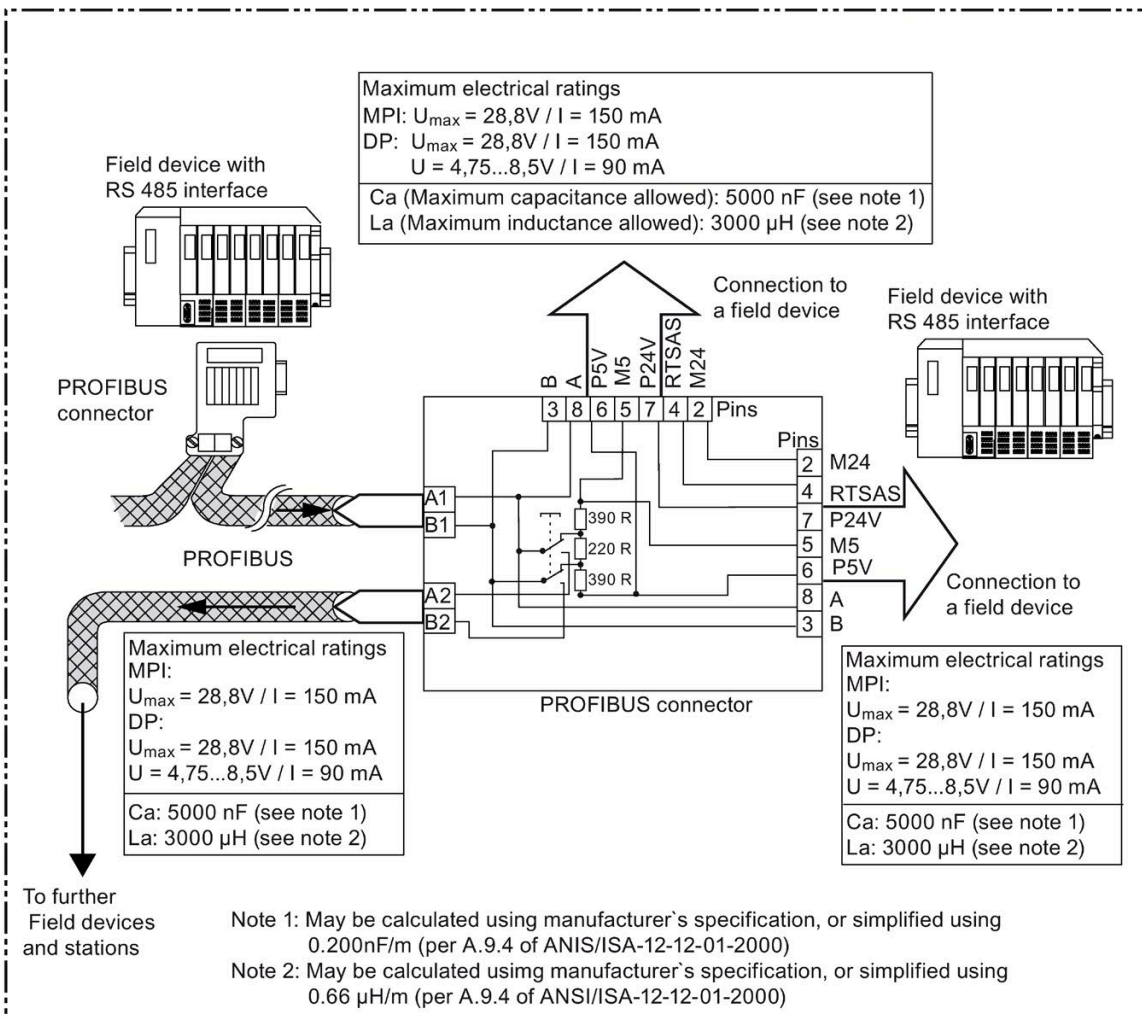 Maximum electrical ratings
MPI: Umax = 28,8V / I = 150 mA
DP: Umax = 28,8V / I = 150 mA
U = 4,75...8,5V / I = 90 mA
Ca (Maximum capacitance allowed): 5000 nF (see note 1)
La (Maximum inductance allowed): 3000 µH (see note 2)
Field device with
RS 485 interface
Connection to
a field device
Field device with
RS 485 interface
PROFIBUS
connector
B
A
P5V
M5
P24V
RTSAS
M24
3 8 6 5 7 4 2 Pins
Pins
2 M24
4 RTSAS
7 P24V
5 M5
6 P5V
8 A
3 B
A1
B1
390 R
220 R
390 R
A2
B2
PROFIBUS
Connection to
a field device
PROFIBUS connector
Maximum electrical ratings
MPI:
Umax = 28,8V / I = 150 mA
DP:
Umax = 28,8V / I = 150 mA
U = 4,75...8,5V / I = 90 mA
Ca: 5000 nF (see note 1)
La: 3000 µH (see note 2)
Maximum electrical ratings
MPI:
Umax = 28,8V / I = 150 mA
DP:
Umax = 28,8V / I = 150 mA
U = 4,75...8,5V / I = 90 mA
Ca: 5000 nF (see note 1)
La: 3000 µH (see note 2)
To further
Field devices
and stations
Note 1: May be calculated using manufacturer`s specification, or simplified using
0.200nF/m (per A.9.4 of ANIS/ISA-12-12-01-2000)
Note 2: May be calculated usimg manufacturer`s specification, or simplified using
0.66 µH/m (per A.9.4 of ANSI/ISA-12-12-01-2000)